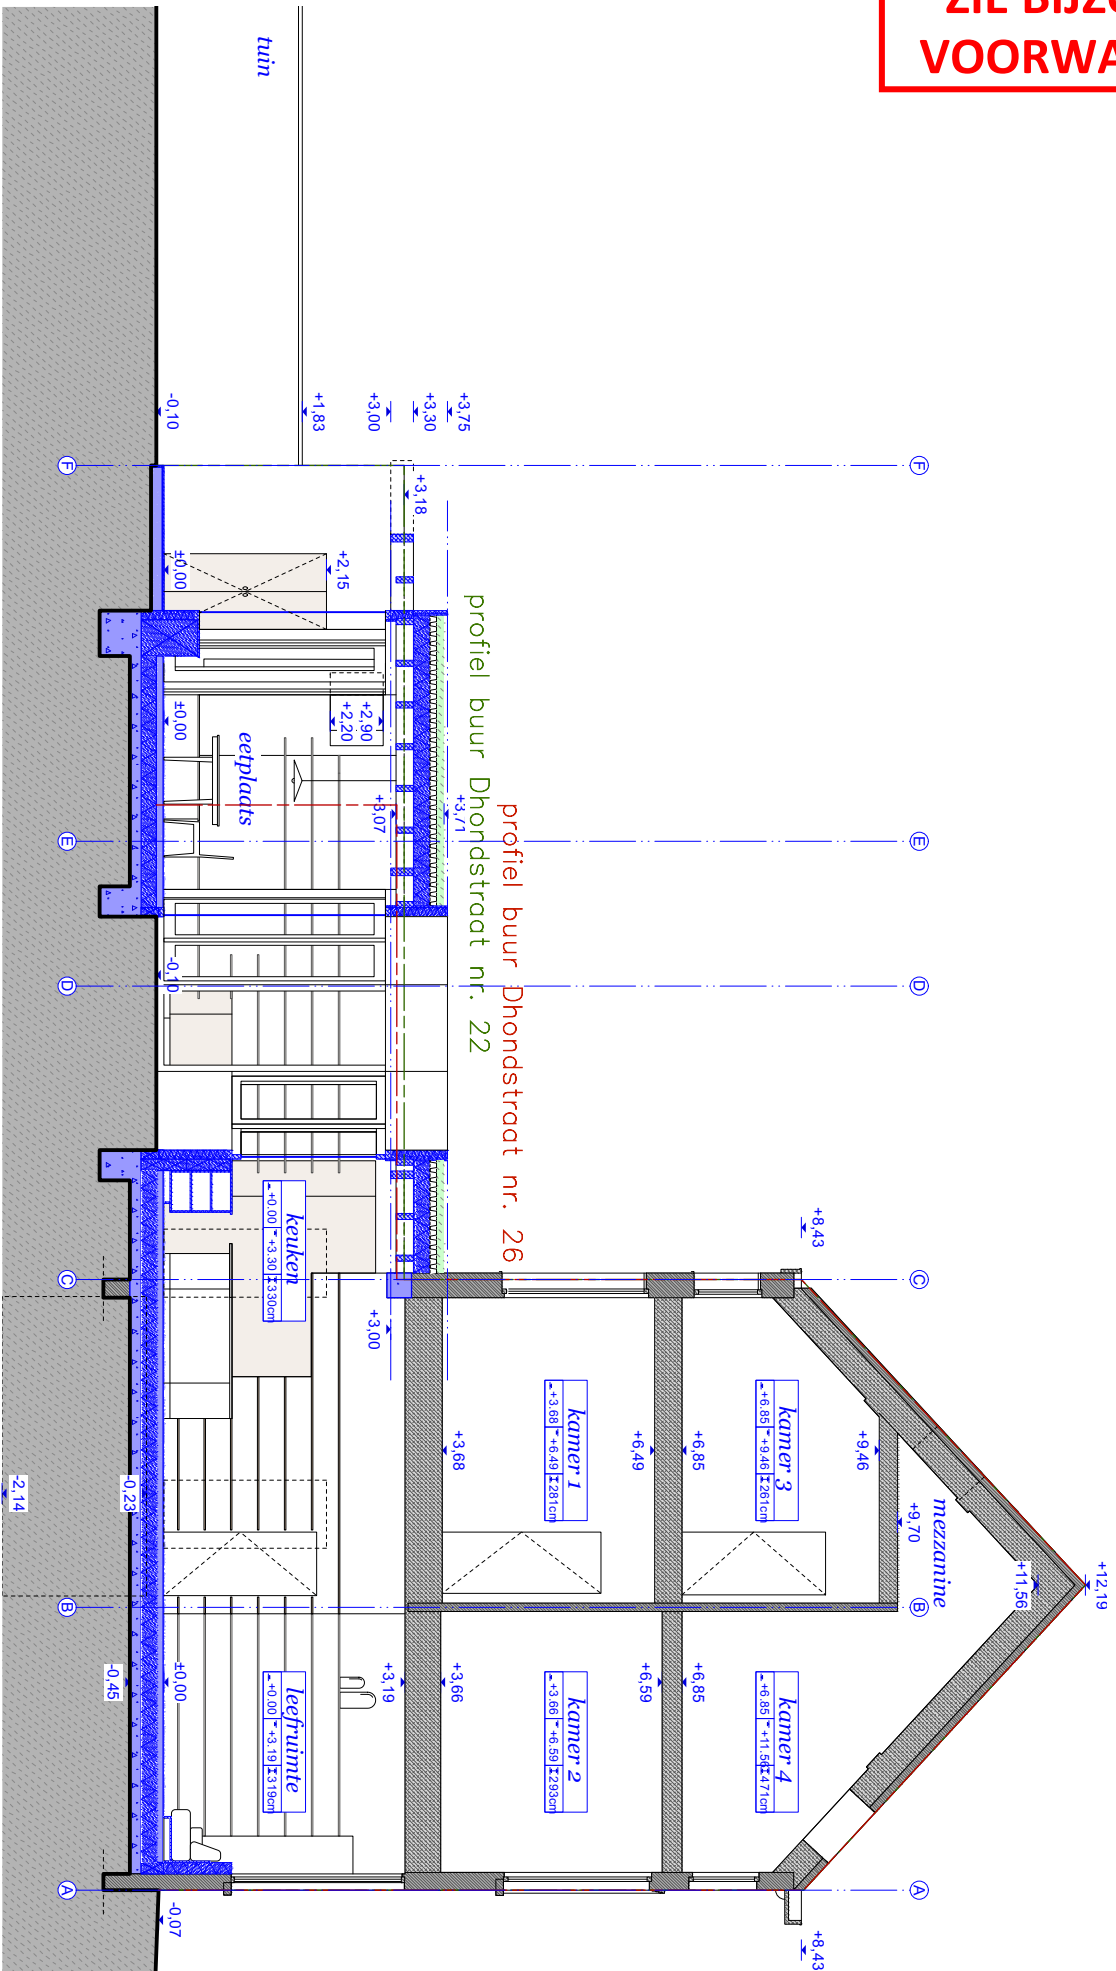 VOORWA
tuin
-0,10
+1,83
+3,00
+3,30
+3,75
F
F
+3,18
±0,00
+2,15
profiel buur Dhondstraat nr. 22
profiel buur Dhondstraat nr. 26
±0,00
+2,20
+2,90
eetplaats
+3,07
+3,71
E
E
-0,10
D
D
keuken
+0.00 +3.30 330cm
+8,43
C
C
+3,00
kamer 1
+3.68 +6.49 281cm
kamer 3
+6.85 +9.46 261cm
+3,68
+6,49
+6,85
+9,46
mezzanine
+9,70
+11,56
+12,19
-2,14
-0,23
B
B
-0,45
±0,00
leefruimte
+0.00 +3.19 319cm
+3,19
+3,66
kamer 2
+3.66 +6.59 293cm
+6,59
+6,85
kamer 4
+6.85 +11.56 471cm
A
A
-0,07
+8,43